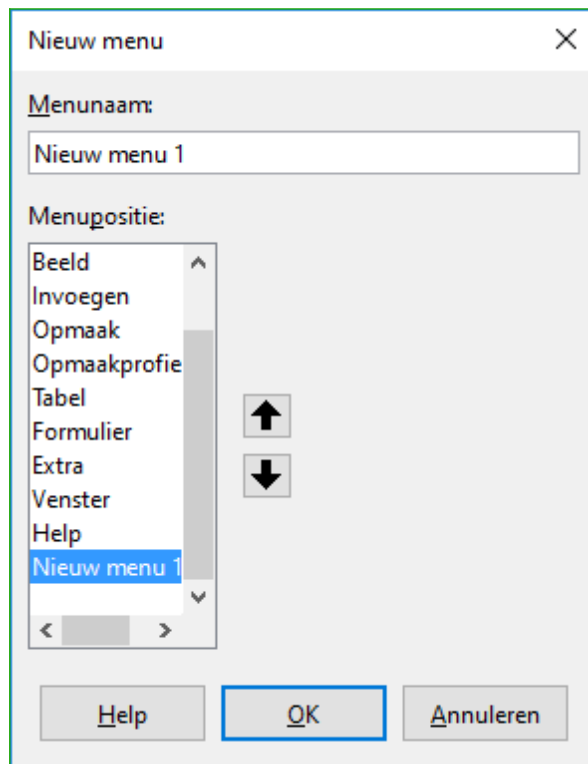 Nieuw menu
Menunaam:
Nieuw menu 1
Menupositie:
Beeld
Invoegen
Opmaak
Opmaakprofie
Tabel
Formulier
Extra
Venster
Help
Nieuw menu 1
Help OK Annuleren